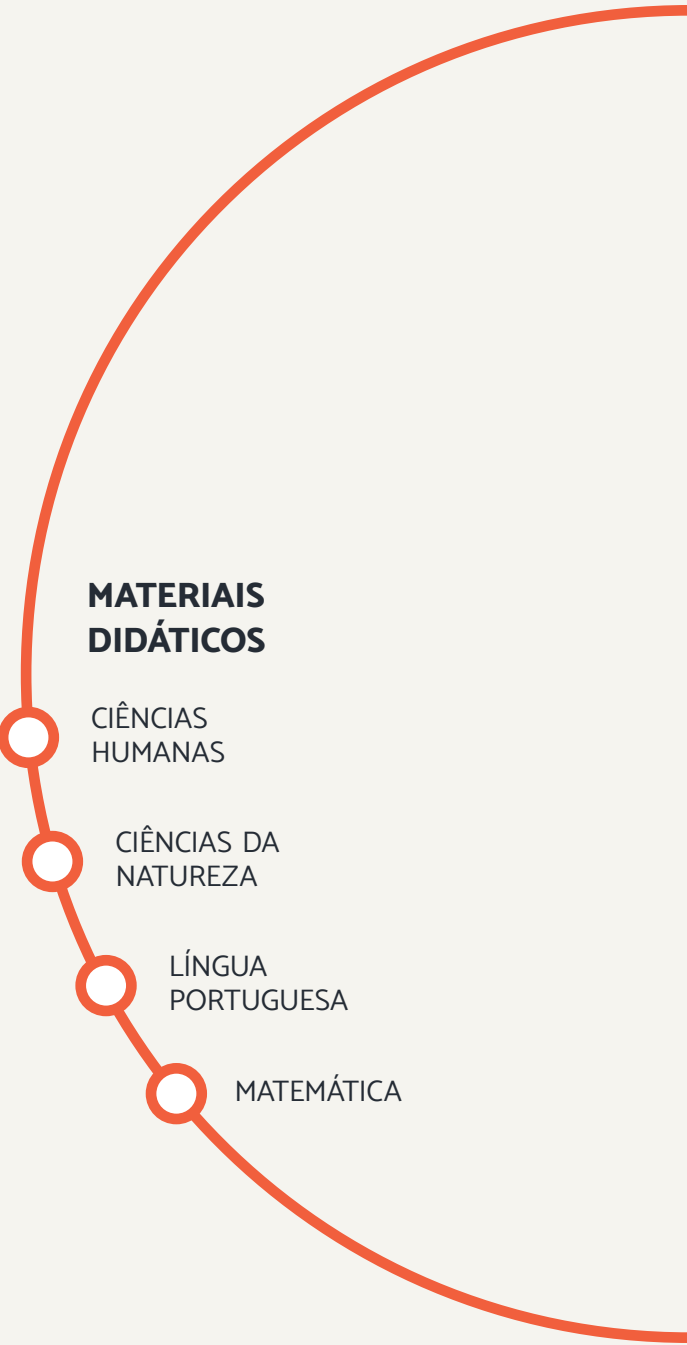 MATERIAIS
DIDÁTICOS
CIÊNCIAS
HUMANAS
CIÊNCIAS DA
NATUREZA
LÍNGUA
PORTUGUESA
MATEMÁTICA